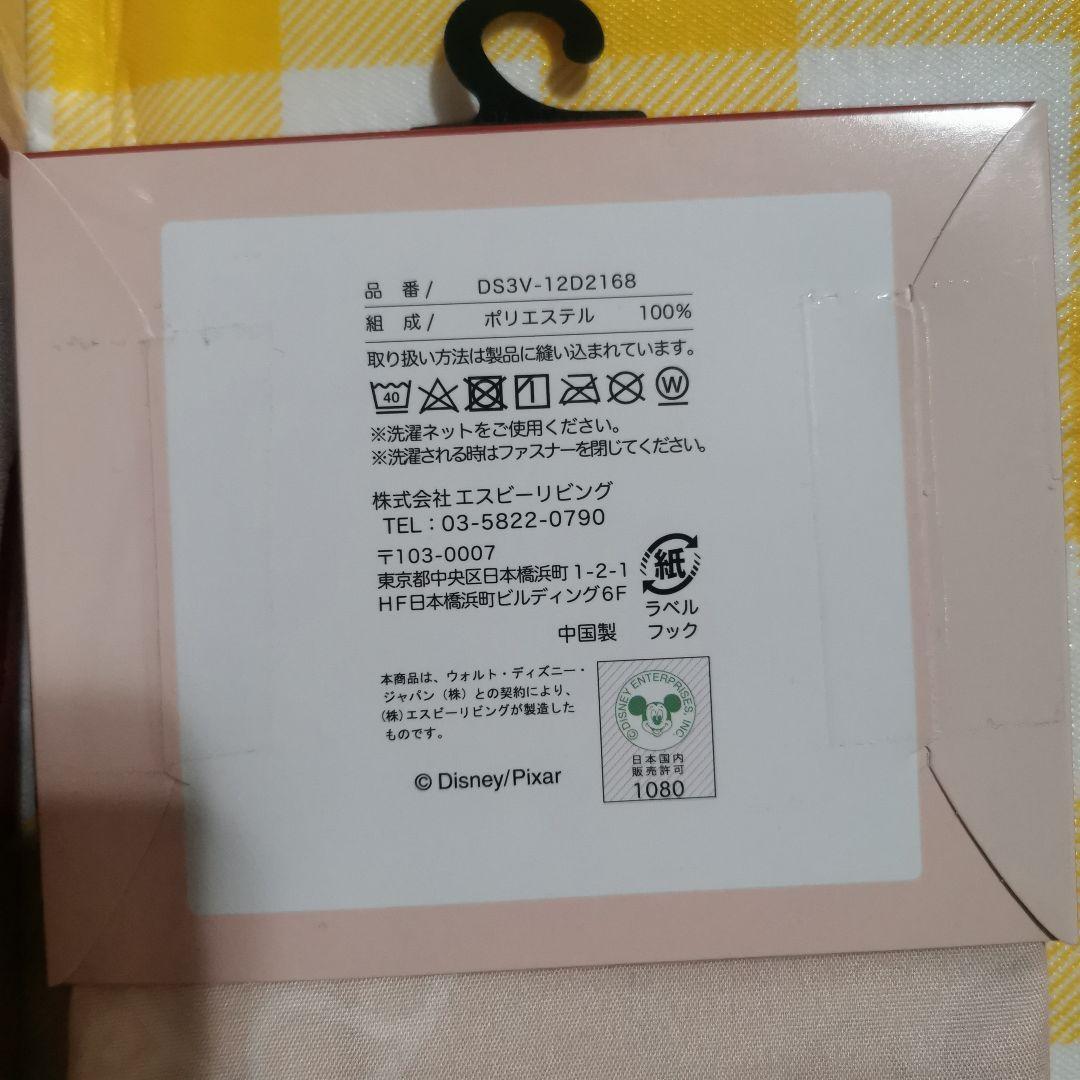 品 番/ DS3V-12D2168
組 成/ ポリエステル 100%
取り扱い方法は製品に縫い込まれています。
40
W
※洗濯ネットをご使用ください。
※洗濯される時はファスナーを閉じてください。
株式会社 エスビーリビング
TEL:03-5822-0790
〒103-0007
東京都中央区日本橋浜町1-2-1
HF日本橋浜町ビルディング6F
紙
ラベル
フック
中国製
本商品は、ウォルト・ディズニー・
ジャパン(株)との契約により、
(株)エスビーリビングが製造した
ものです。
© Disney/Pixar
©DISNEY ENTERPRISES, INC.
日本国内
販売許可
1080